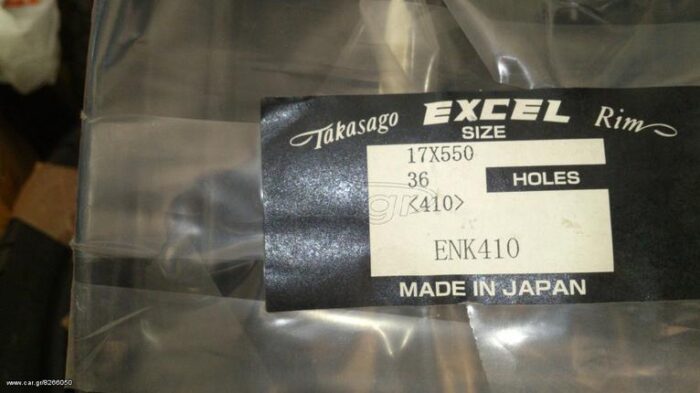 Takasago EXCEL Rim
SIZE
17X550
36 HOLES
<410>
ENK410
MADE IN JAPAN
www.car.gr/8266050